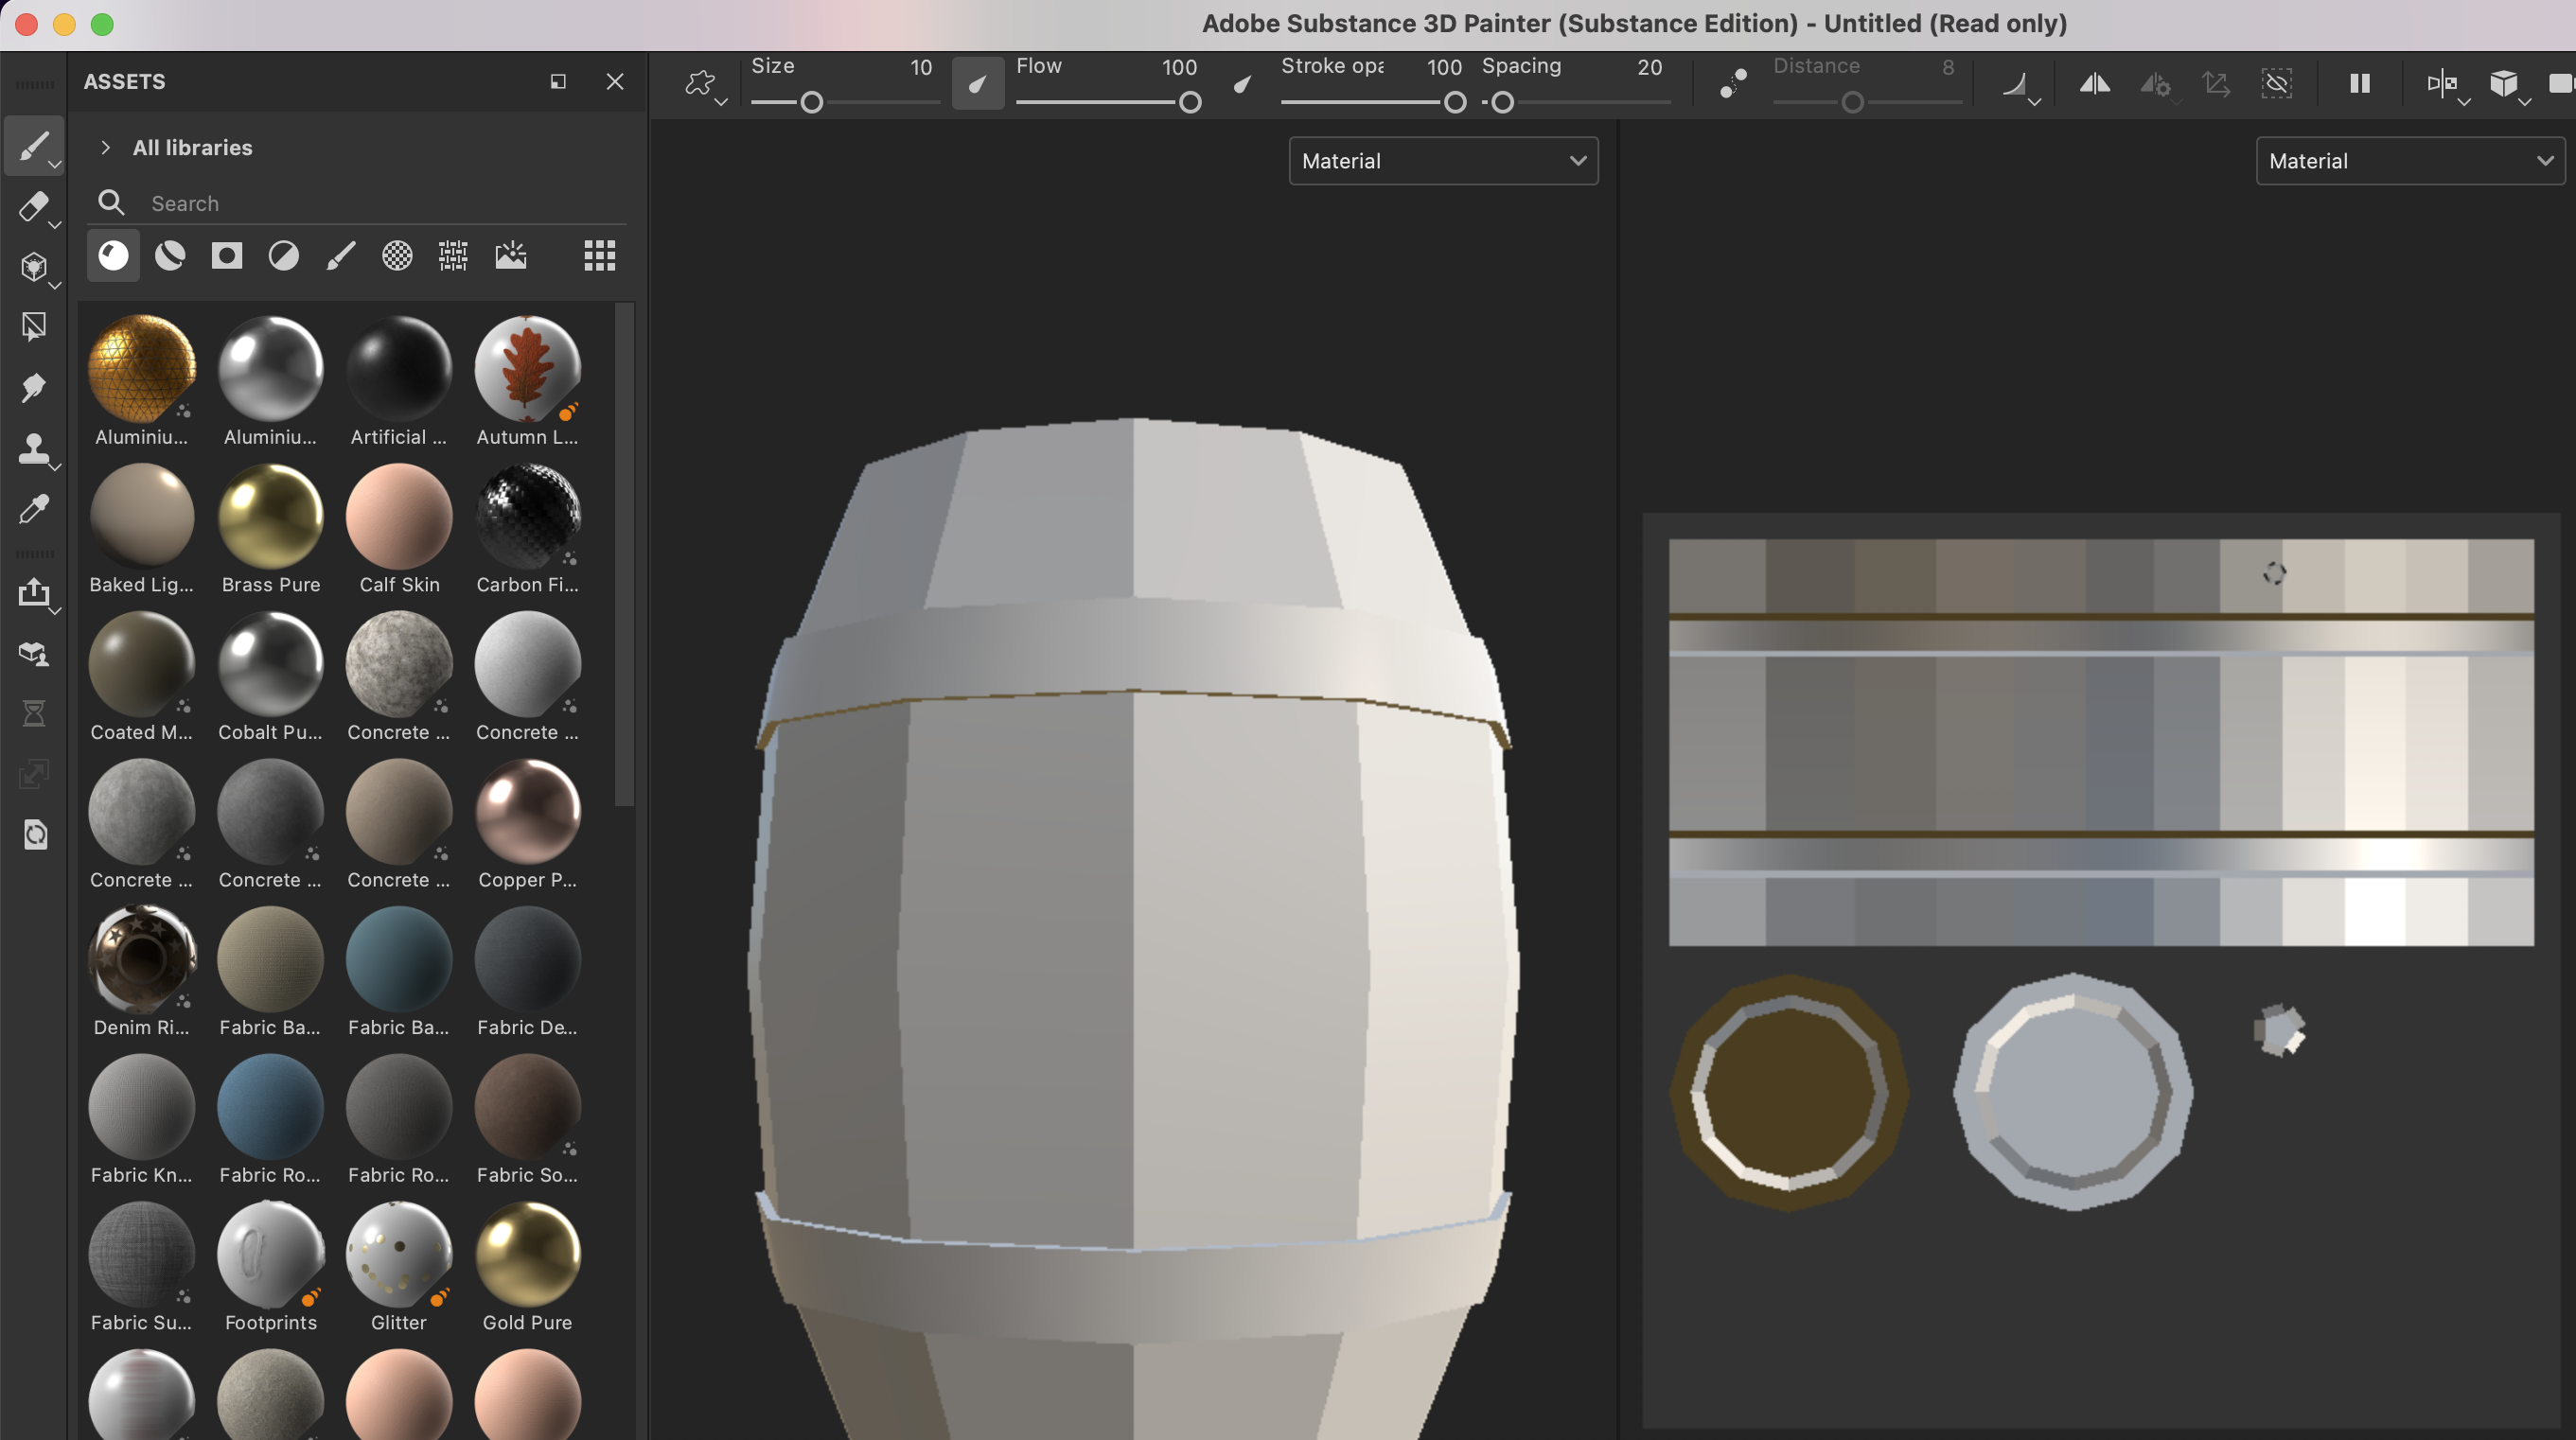 Adobe Substance 3D Painter (Substance Edition) - Untitled (Read only)
ASSETS
Size 10 Flow 100 Stroke opa 100 Spacing 20 Distance 8
All libraries
Search
Material Material
Aluminiu... Aluminiu... Artificial ... Autumn L...
Baked Lig... Brass Pure Calf Skin Carbon Fi...
Coated M... Cobalt Pu... Concrete ... Concrete ...
Concrete ... Concrete ... Concrete ... Copper P...
Denim Ri... Fabric Ba... Fabric Ba... Fabric De...
Fabric Kn... Fabric Ro... Fabric Ro... Fabric So...
Fabric Su... Footprints Glitter Gold Pure